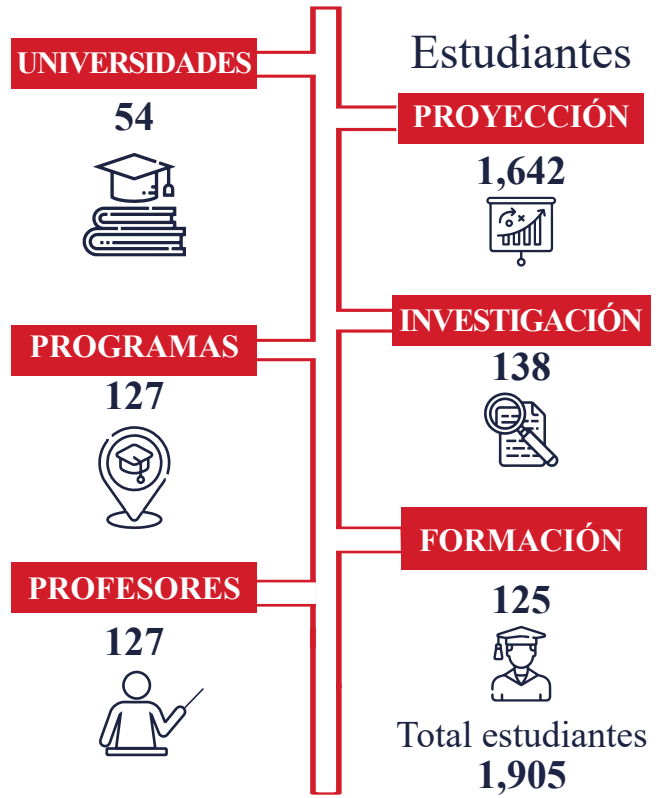 UNIVERSIDADES
54
PROGRAMAS
127
PROFESORES
127
Estudiantes
PROYECCIÓN
1,642
INVESTIGACIÓN
138
FORMACIÓN
125
Total estudiantes
1,905